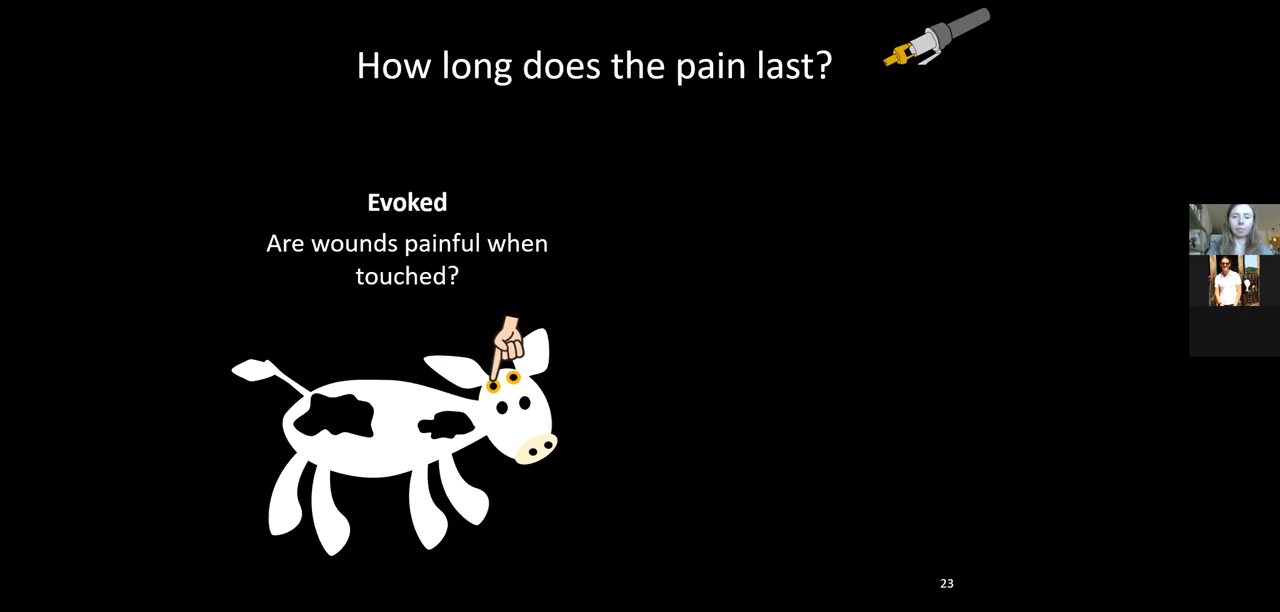 How long does the pain last?
Evoked
Are wounds painful when
touched?
23